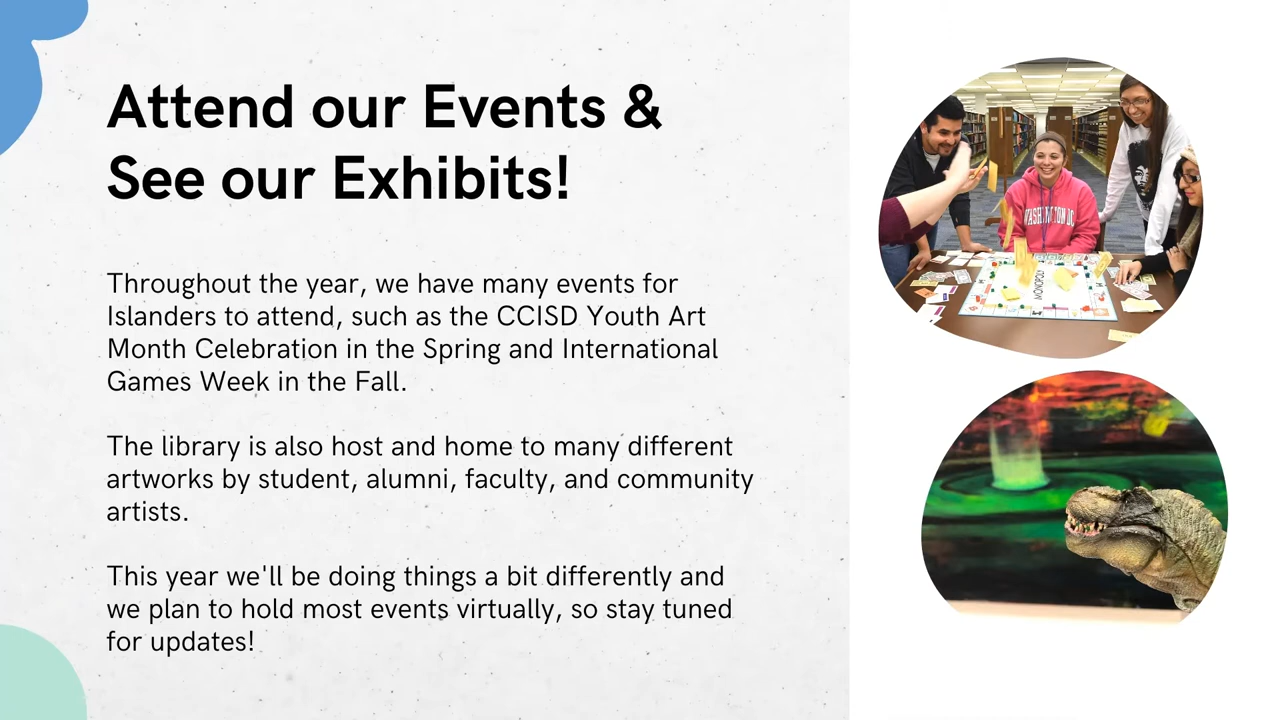 Attend our Events &
See our Exhibits!
Throughout the year, we have many events for
Islanders to attend, such as the CCISD Youth Art
Month Celebration in the Spring and International
Games Week in the Fall.
The library is also host and home to many different
artworks by student, alumni, faculty, and community
artists.
This year we'll be doing things a bit differently and
we plan to hold most events virtually, so stay tuned
for updates!
WASHINGTON DC
MONOPOLY